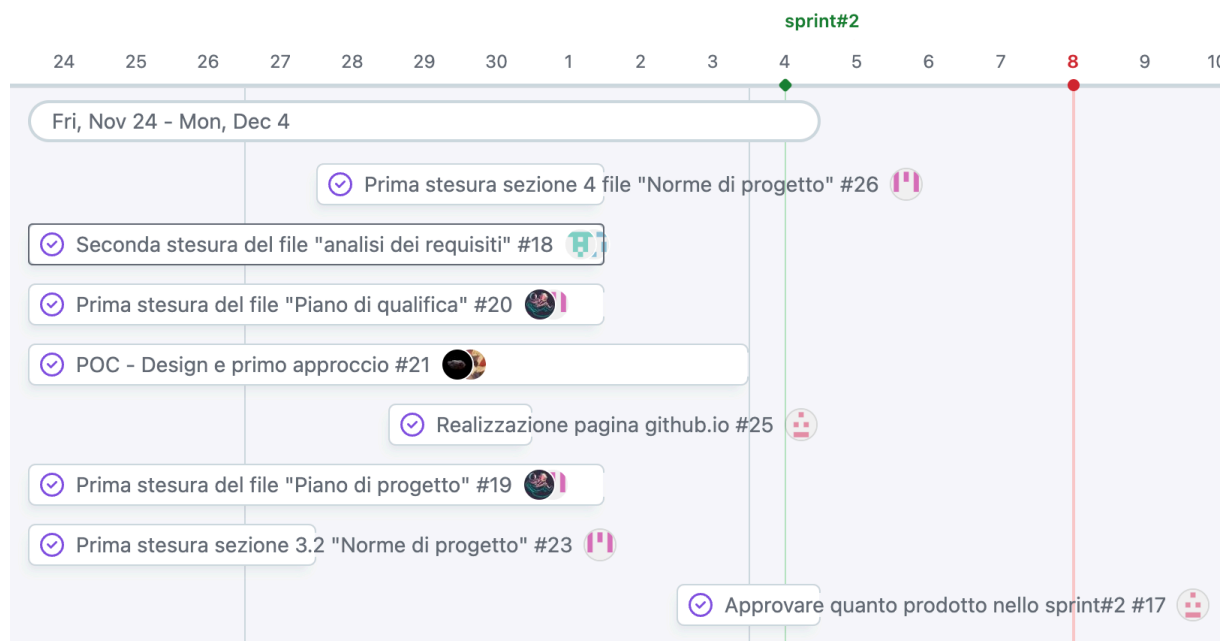 sprint#2
24 25 26 27 28 29 30 1 2 3 4 5 6 7 8 9 10
Fri, Nov 24 - Mon, Dec 4
Prima stesura sezione 4 file "Norme di progetto" #26
Seconda stesura del file "analisi dei requisiti" #18
Prima stesura del file "Piano di qualifica" #20
POC - Design e primo approccio #21
Realizzazione pagina github.io #25
Prima stesura del file "Piano di progetto" #19
Prima stesura sezione 3.2 "Norme di progetto" #23
Approvare quanto prodotto nello sprint#2 #17